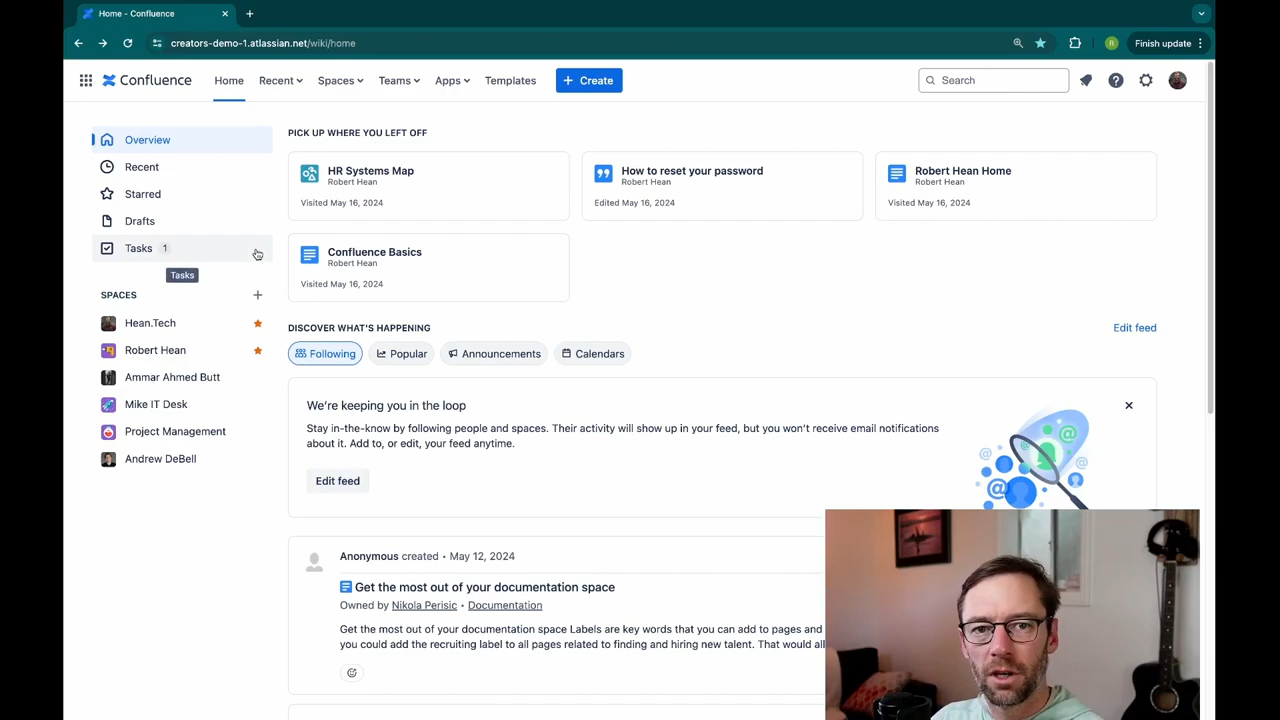 Home - Confluence
creators-demo-1.atlassian.net/wiki/home
R
Finish update
Confluence
Home
Recent
Spaces
Teams
Apps
Templates
+ Create
Search
Overview
Recent
Starred
Drafts
Tasks 1
Tasks
SPACES
Hean.Tech
Robert Hean
Ammar Ahmed Butt
Mike IT Desk
Project Management
Andrew DeBell
PICK UP WHERE YOU LEFT OFF
HR Systems Map
Robert Hean
Visited May 16, 2024
How to reset your password
Robert Hean
Edited May 16, 2024
Robert Hean Home
Robert Hean
Visited May 16, 2024
Confluence Basics
Robert Hean
Visited May 16, 2024
DISCOVER WHAT'S HAPPENING
Edit feed
Following
Popular
Announcements
Calendars
We're keeping you in the loop
Stay in-the-know by following people and spaces. Their activity will show up in your feed, but you won't receive email notifications
about it. Add to, or edit, your feed anytime.
Edit feed
Anonymous created • May 12, 2024
Get the most out of your documentation space
Owned by Nikola Perisic • Documentation
Get the most out of your documentation space Labels are key words that you can add to pages and
you could add the recruiting label to all pages related to finding and hiring new talent. That would all